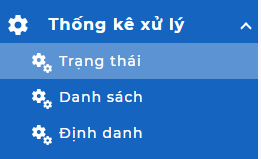 Thống kê xử lý
Trạng thái
Danh sách
Định danh